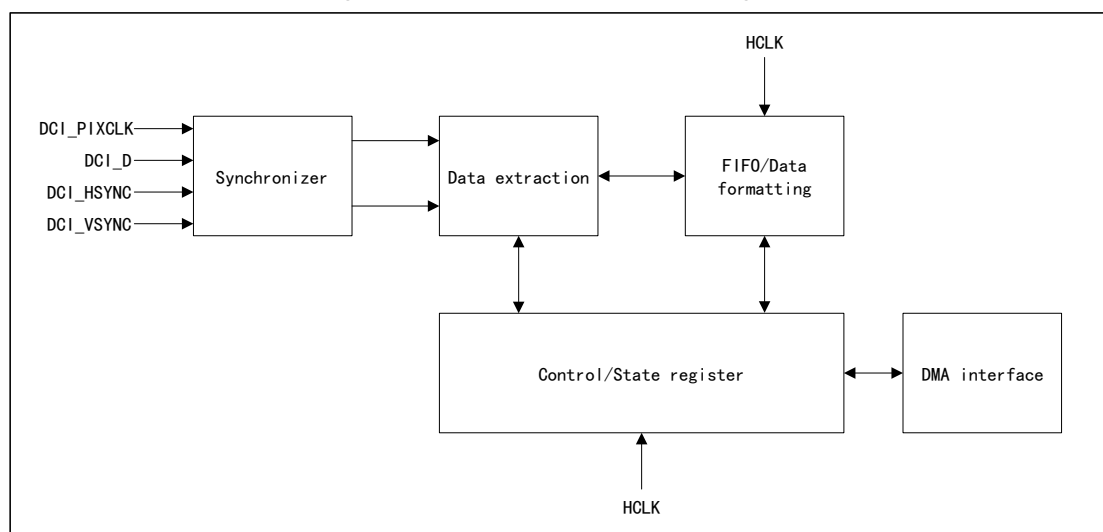 HCLK
DCI_PIXCLK
DCI_D
DCI_HSYNC
DCI_VSYNC
Synchronizer
Data extraction
FIFO/Data
formatting
Control/State register
DMA interface
HCLK